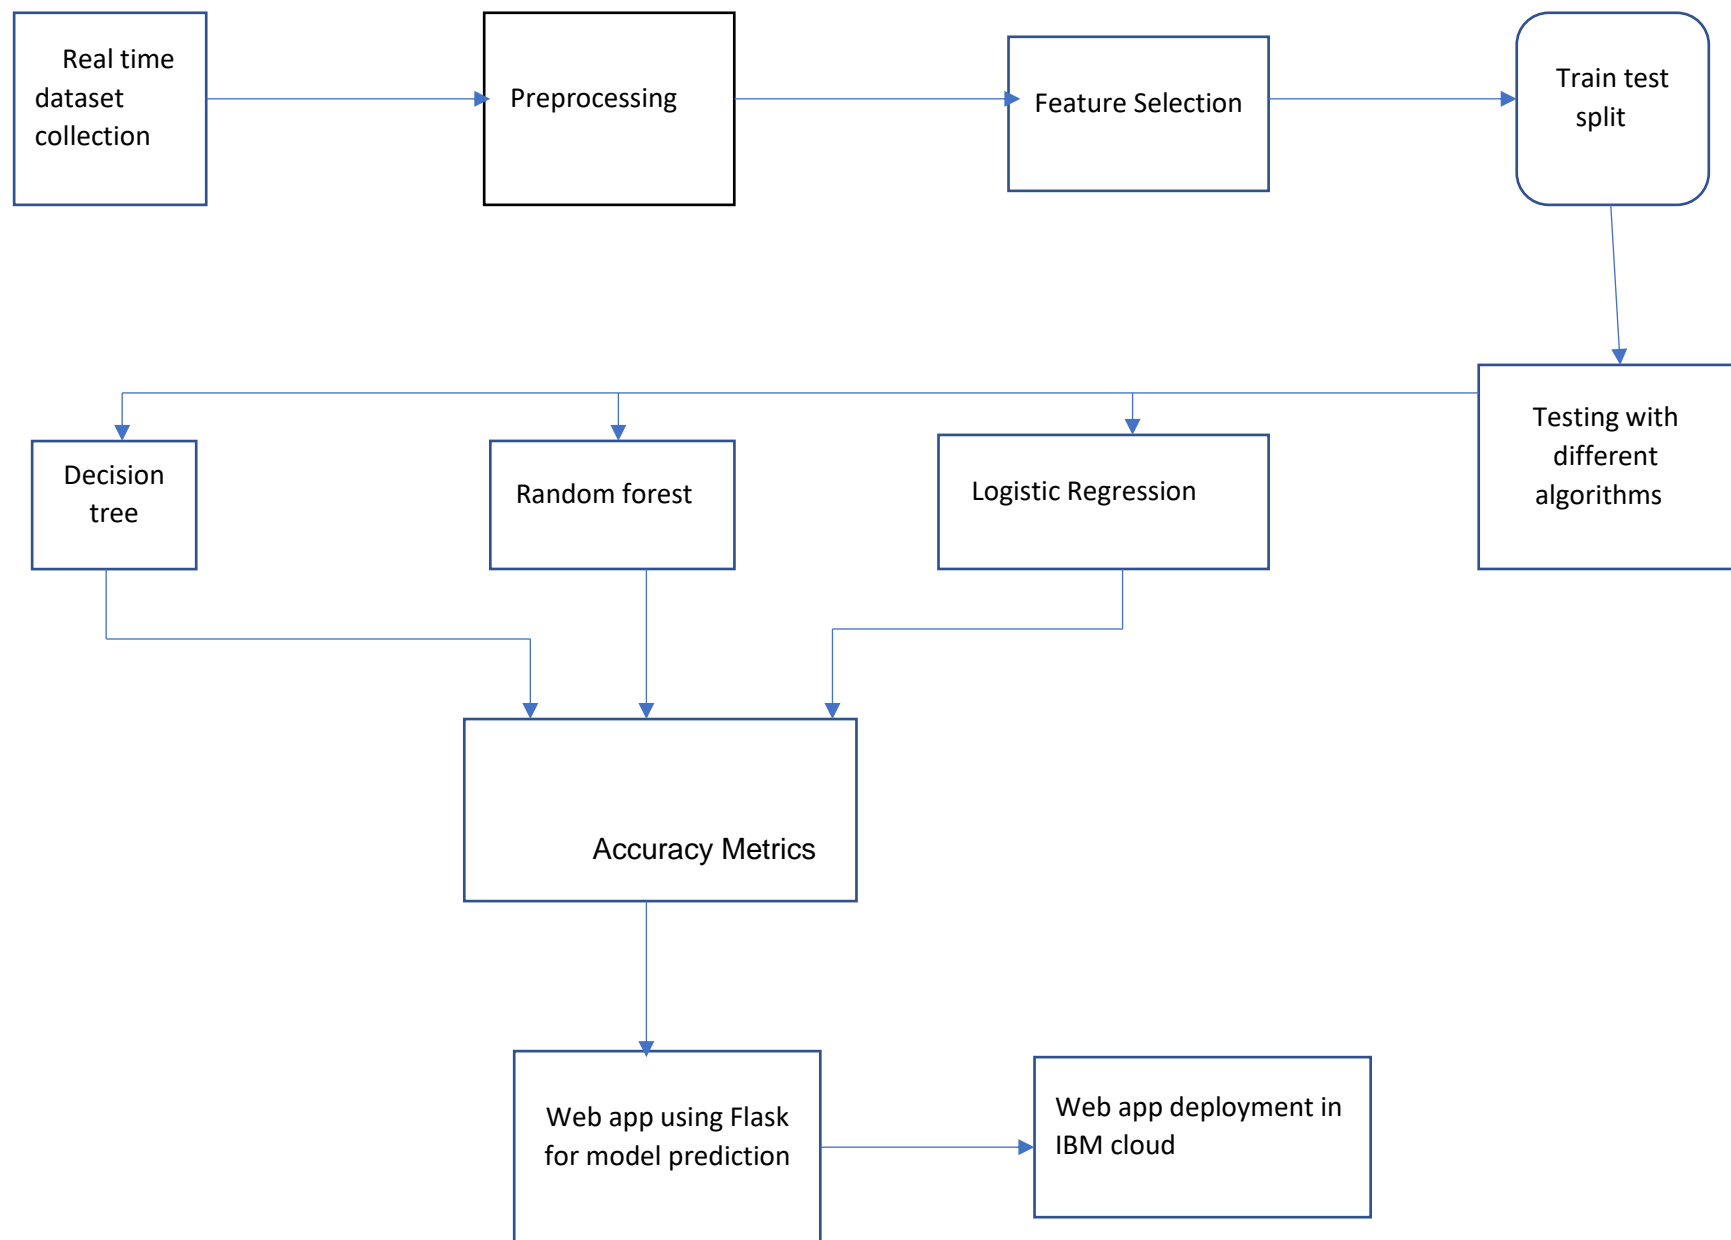 Real time
dataset
collection
Preprocessing
Feature Selection
Train test
split
Decision
tree
Random forest
Logistic Regression
Testing with
different
algorithms
Accuracy Metrics
Web app using Flask
for model prediction
Web app deployment in
IBM cloud